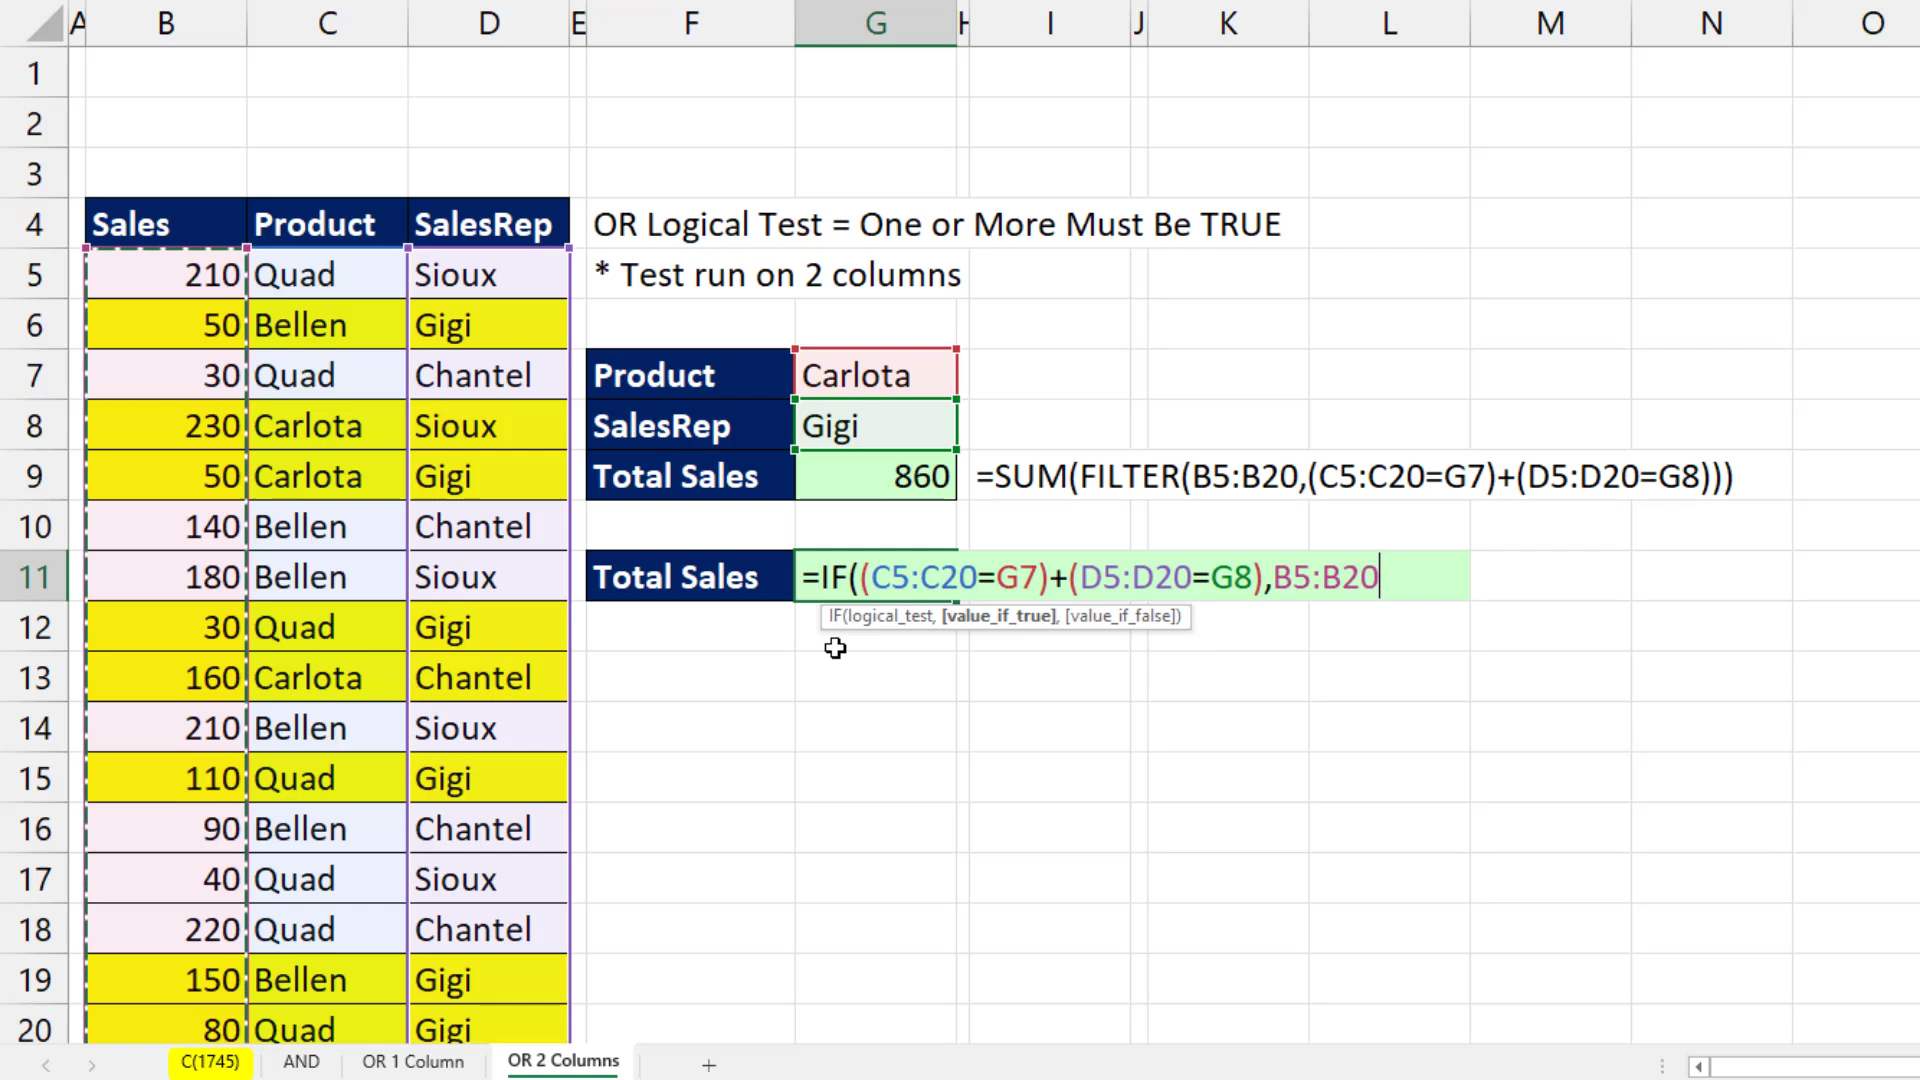 A B C D E F G H I J K L M N O
1
2
3
4 Sales Product SalesRep OR Logical Test = One or More Must Be TRUE
5 210 Quad Sioux * Test run on 2 columns
6 50 Bellen Gigi
7 30 Quad Chantel Product Carlota
8 230 Carlota Sioux SalesRep Gigi
9 50 Carlota Gigi Total Sales 860 =SUM(FILTER(B5:B20,(C5:C20=G7)+(D5:D20=G8)))
10 140 Bellen Chantel
11 180 Bellen Sioux Total Sales =IF((C5:C20=G7)+(D5:D20=G8),B5:B20
IF(logical_test, [value_if_true], [value_if_false])
12 30 Quad Gigi
13 160 Carlota Chantel
14 210 Bellen Sioux
15 110 Quad Gigi
16 90 Bellen Chantel
17 40 Quad Sioux
18 220 Quad Chantel
19 150 Bellen Gigi
20 80 Quad Gigi
C(1745) AND OR 1 Column OR 2 Columns +